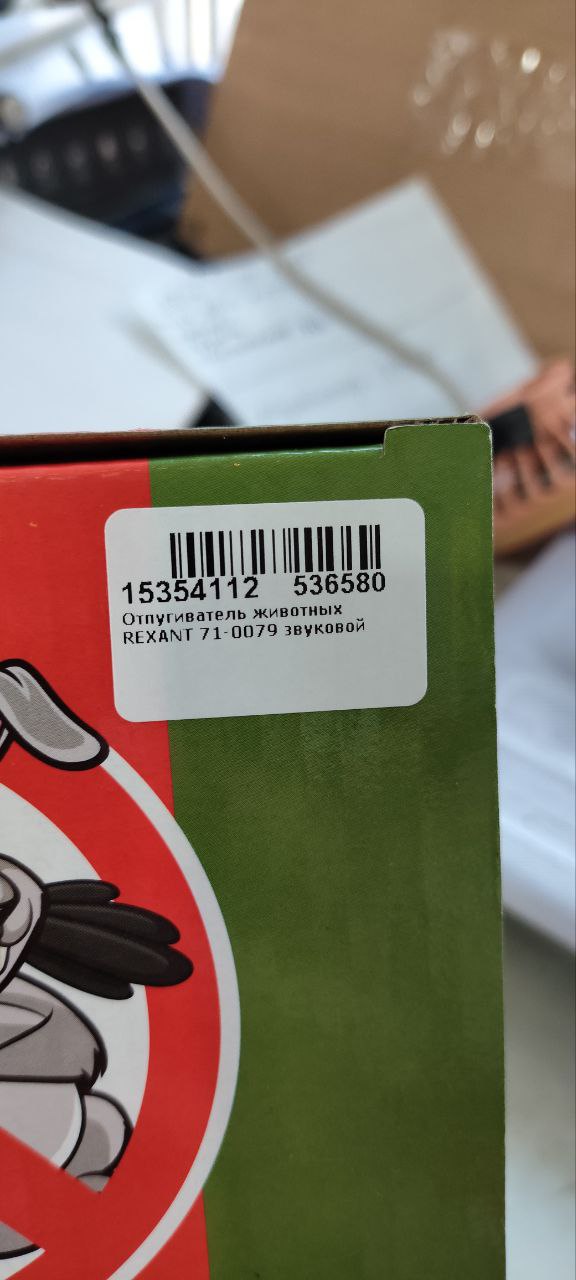 15354112 536580
Отпугиватель животных
REXANT 71-0079 звуковой